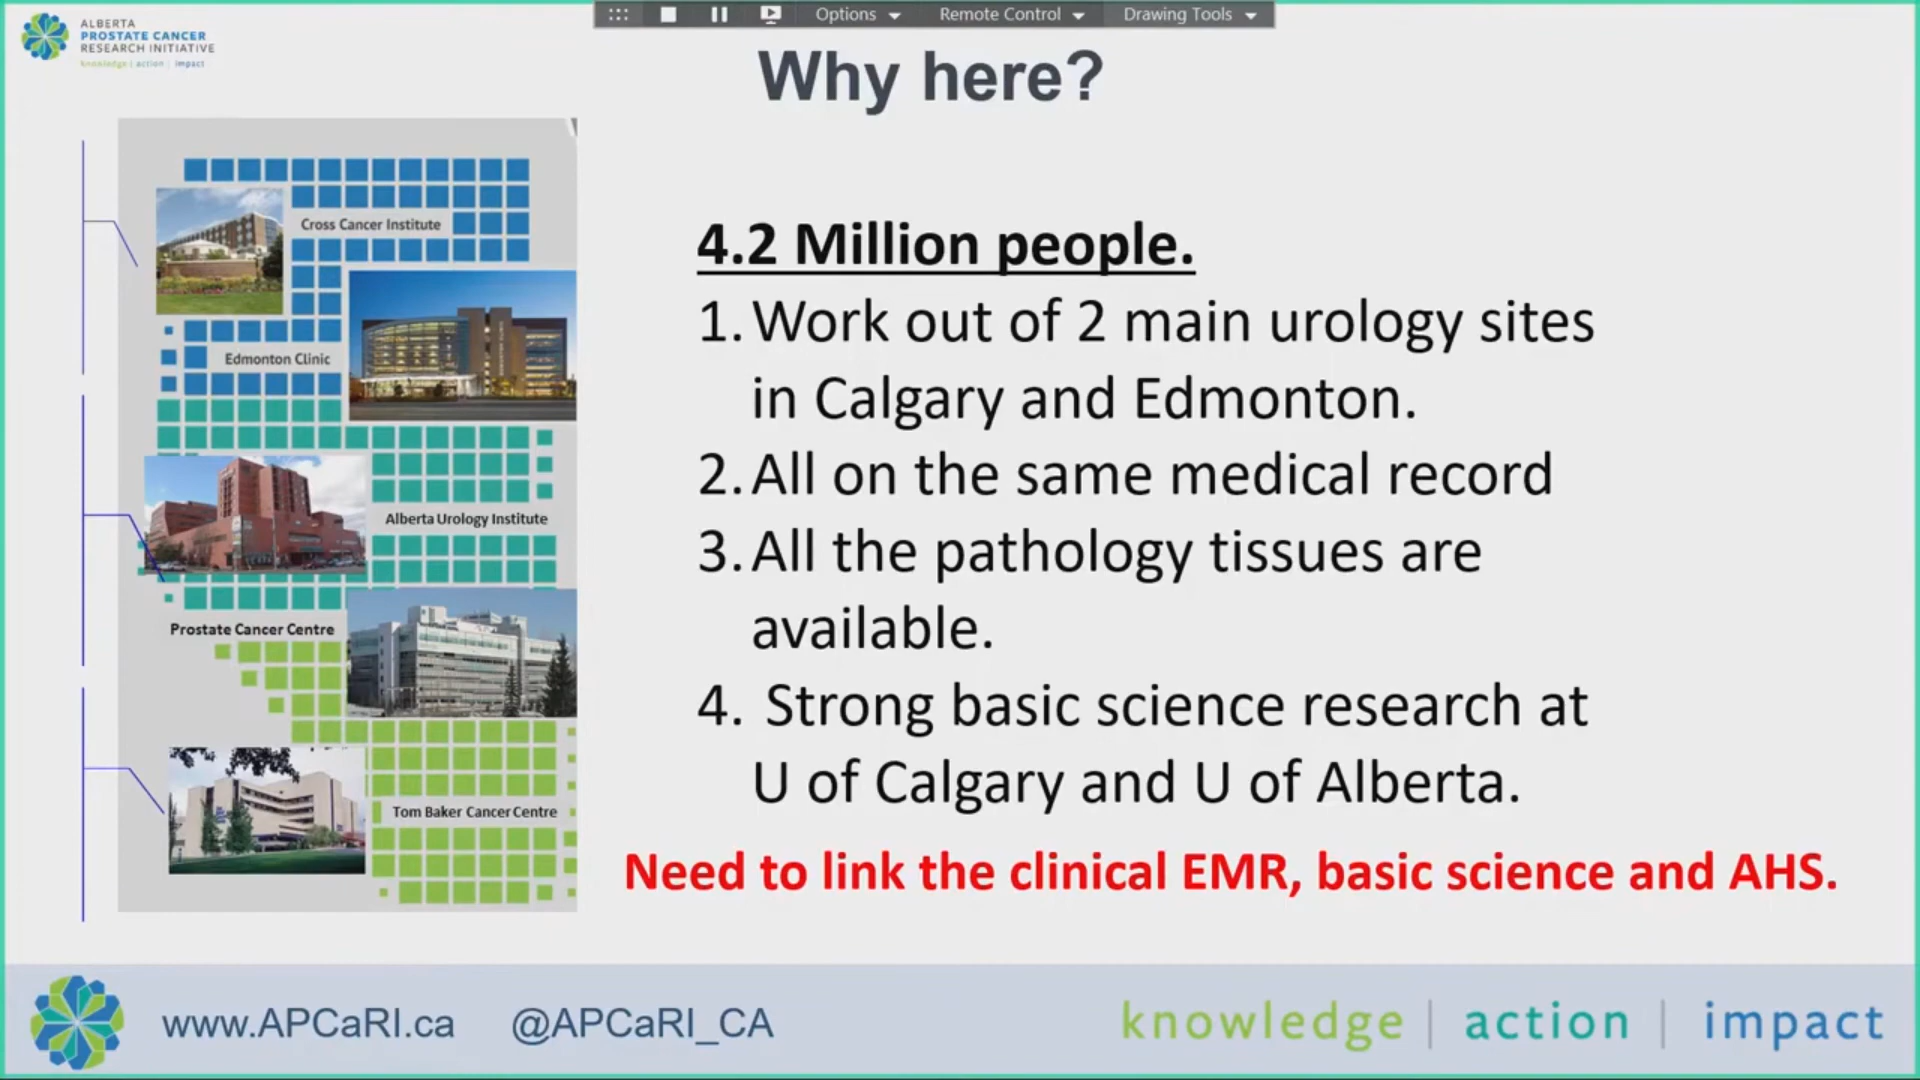 Options
Remote Control
Drawing Tools
ALBERTA
PROSTATE CANCER
RESEARCH INITIATIVE
knowledge | action | impact
Why here?
Cross Cancer Institute
Edmonton Clinic
Alberta Urology Institute
Prostate Cancer Centre
Tom Baker Cancer Centre
4.2 Million people.
1. Work out of 2 main urology sites
in Calgary and Edmonton.
2. All on the same medical record
3. All the pathology tissues are
available.
4. Strong basic science research at
U of Calgary and U of Alberta.
Need to link the clinical EMR, basic science and AHS.
www.APCaRI.ca @APCaRI_CA
knowledge | action | impact